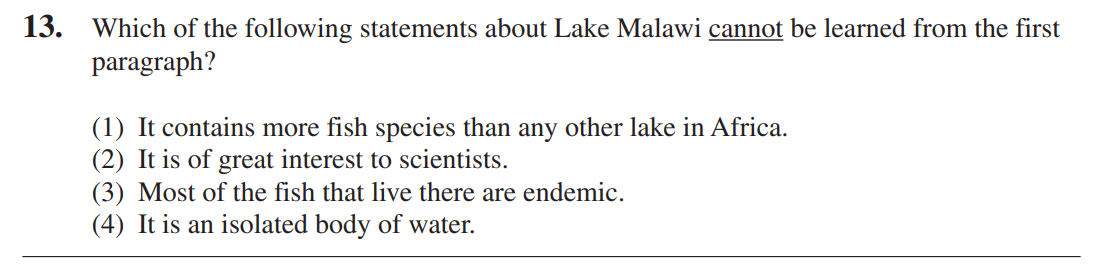 13. Which of the following statements about Lake Malawi cannot be learned from the first
paragraph?
(1) It contains more fish species than any other lake in Africa.
(2) It is of great interest to scientists.
(3) Most of the fish that live there are endemic.
(4) It is an isolated body of water.